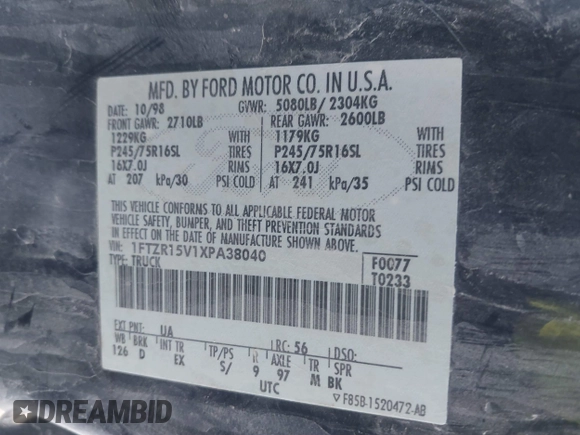 MFD. BY FORD MOTOR CO. IN U.S.A.
DATE: 10/98 GVWR: 5080LB/ 2304KG
FRONT GAWR: 2710LB REAR GAWR: 2600LB
1229KG WITH 1179KG WITH
P245/75R16SL TIRES P245/75R16SL TIRES
16X7.0J RIMS 16X7.0J RIMS
AT 207 kPa/30 PSI COLD AT 241 kPa/35 PSI COLD
THIS VEHICLE CONFORMS TO ALL APPLICABLE FEDERAL MOTOR
VEHICLE SAFETY, BUMPER, AND THEFT PREVENTION STANDARDS
IN EFFECT ON THE DATE OF MANUFACTURE SHOWN ABOVE.
VIN: 1FTZR15V1XPA38040 F0077
TYPE: TRUCK T0233
EXT PNT: UA RC: 56 DSO:
WB BRK INT TR TP/PS R AXLE TR SPR
126 D EX S/ 9 97 M BK
UTC
▽ F85B-1520472-AB
DREAMBID